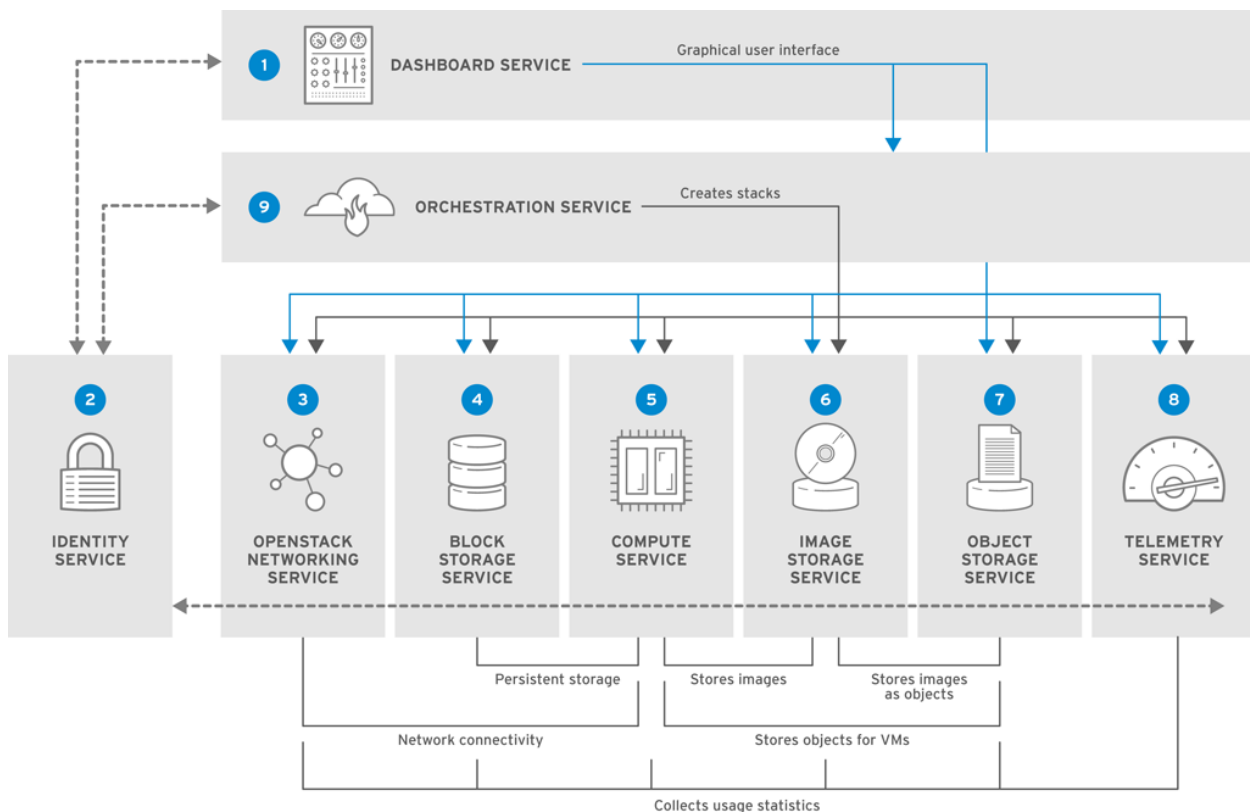 1
DASHBOARD SERVICE
Graphical user interface
9
ORCHESTRATION SERVICE
Creates stacks
2
IDENTITY
SERVICE
3
OPENSTACK
NETWORKING
SERVICE
4
BLOCK
STORAGE
SERVICE
5
COMPUTE
SERVICE
6
IMAGE
STORAGE
SERVICE
7
OBJECT
STORAGE
SERVICE
8
TELEMETRY
SERVICE
Persistent storage
Stores images
Stores images
as objects
Network connectivity
Stores objects for VMs
Collects usage statistics